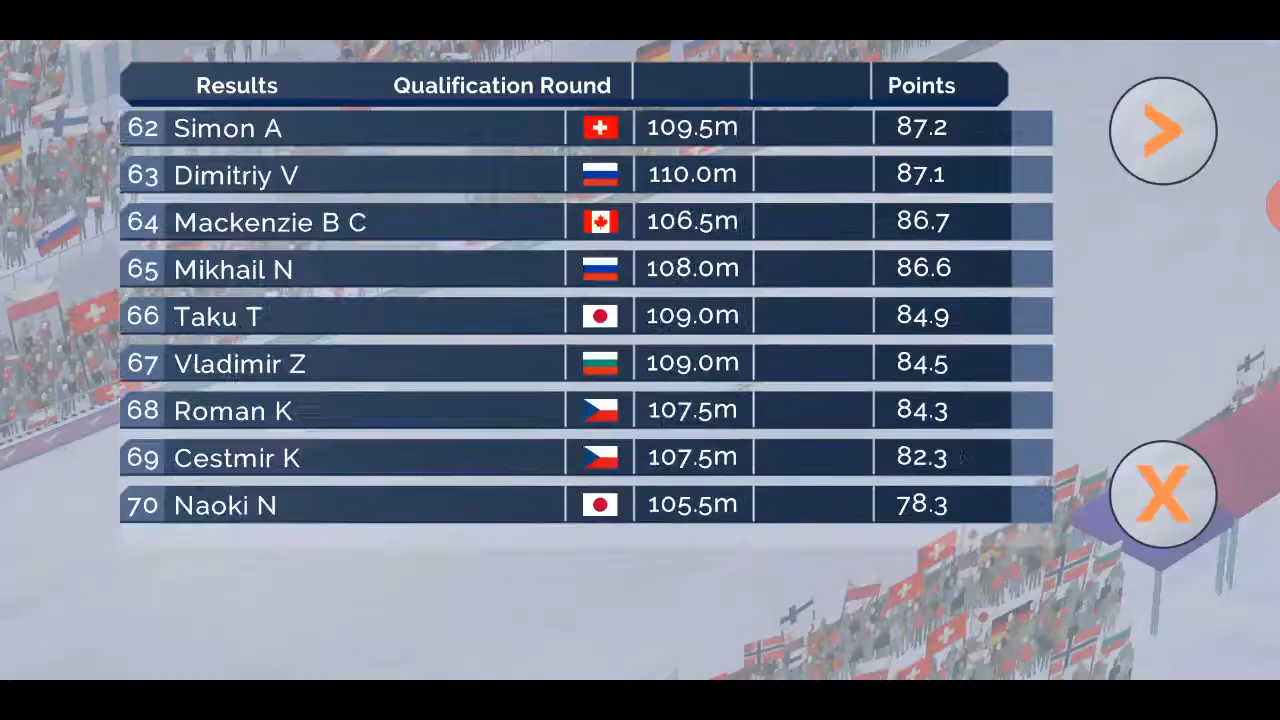 Results Qualification Round Points
62 Simon A 109.5m 87.2
63 Dimitriy V 110.0m 87.1
64 Mackenzie B C 106.5m 86.7
65 Mikhail N 108.0m 86.6
66 Taku T 109.0m 84.9
67 Vladimir Z 109.0m 84.5
68 Roman K 107.5m 84.3
69 Cestmir K 107.5m 82.3
70 Naoki N 105.5m 78.3